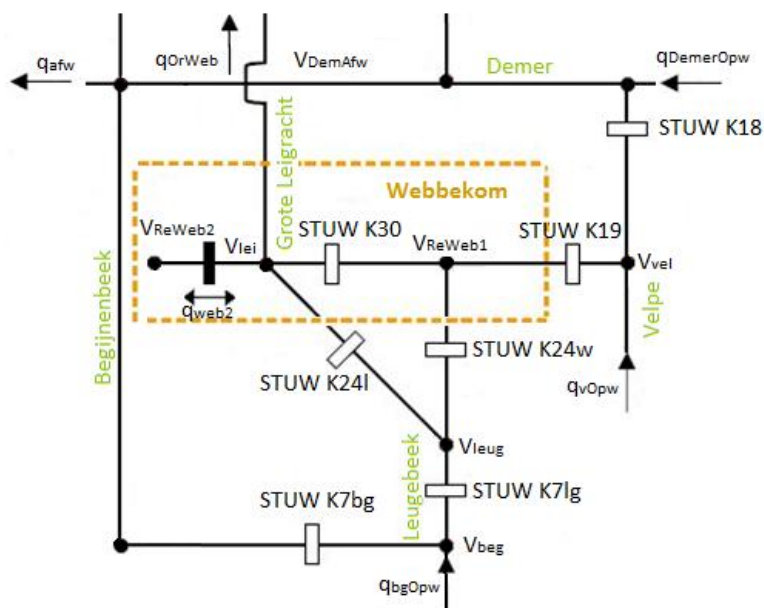 qafw
qOrWeb
VDemAfw
Demer
qDemerOpw
STUW K18
Grote Leigracht
Webbekom
VReWeb2
Vlei
STUW K30
VReWeb1
STUW K19
Vvel
qweb2
Begijnenbeek
STUW K24l
STUW K24w
Velpe
qvOpw
Vleug
Leugebeek
STUW K7bg
STUW K7lg
Vbeg
qbgOpw